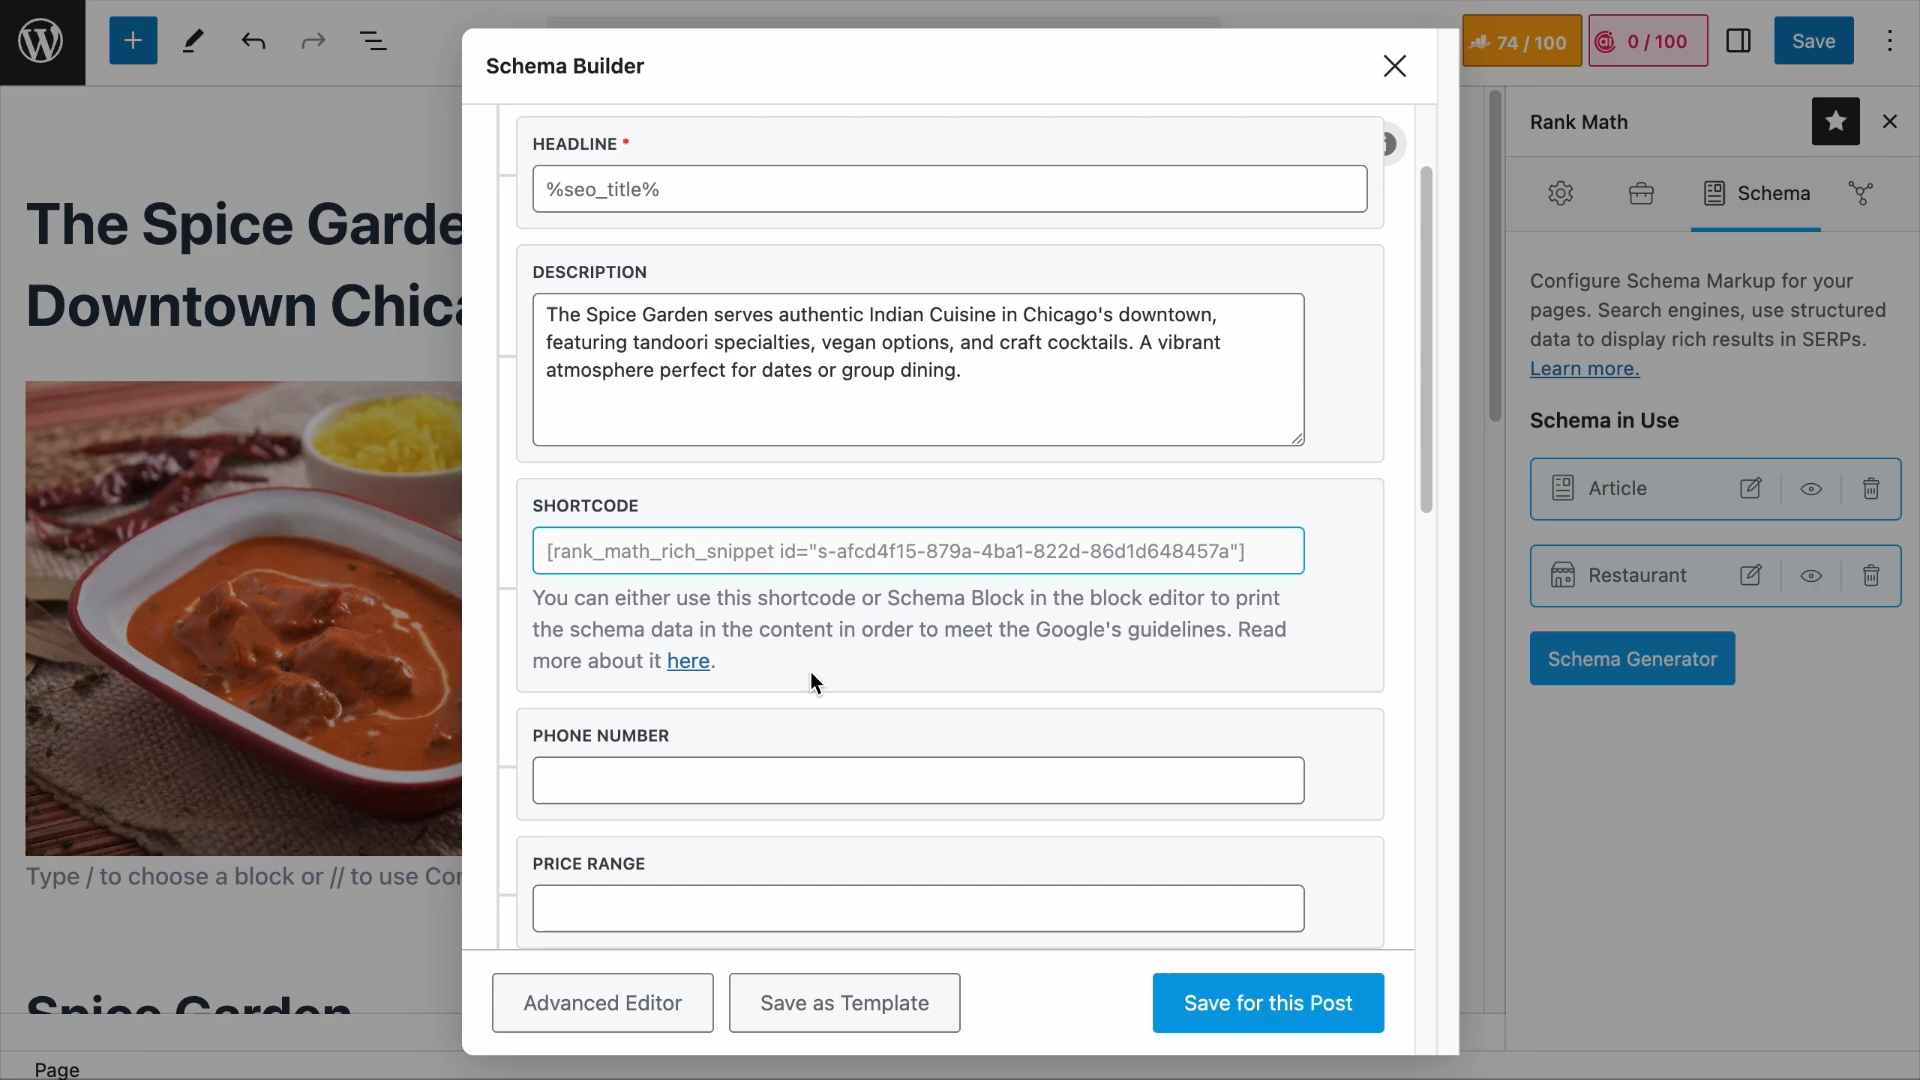 74 / 100
0 / 100
Save
Schema Builder
HEADLINE *
%seo_title%
DESCRIPTION
The Spice Garden serves authentic Indian Cuisine in Chicago's downtown,
featuring tandoori specialties, vegan options, and craft cocktails. A vibrant
atmosphere perfect for dates or group dining.
SHORTCODE
[rank_math_rich_snippet id="s-afcd4f15-879a-4ba1-822d-86d1d648457a"]
You can either use this shortcode or Schema Block in the block editor to print
the schema data in the content in order to meet the Google's guidelines. Read
more about it here.
PHONE NUMBER
PRICE RANGE
Advanced Editor
Save as Template
Save for this Post
The Spice Garde
Downtown Chica
Type / to choose a block or // to use Con
Spice Garden
Page
Rank Math
Schema
Configure Schema Markup for your
pages. Search engines, use structured
data to display rich results in SERPs.
Learn more.
Schema in Use
Article
Restaurant
Schema Generator